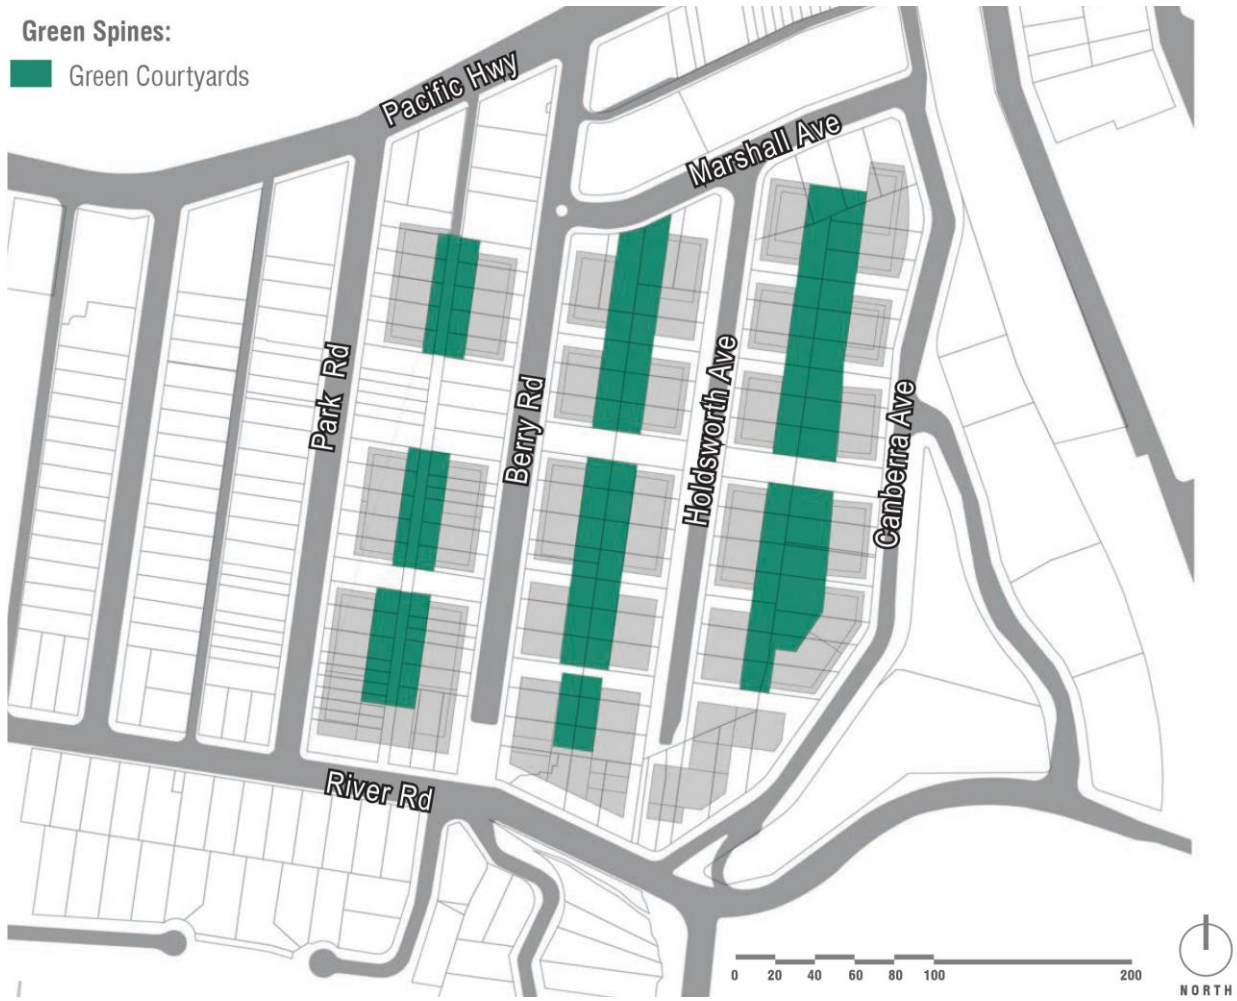 Green Spines:
Green Courtyards
Pacific Hwy
Marshall Ave
Park Rd
Berry Rd
Holdsworth Ave
Canberra Ave
River Rd
0 20 40 60 80 100 200
NORTH